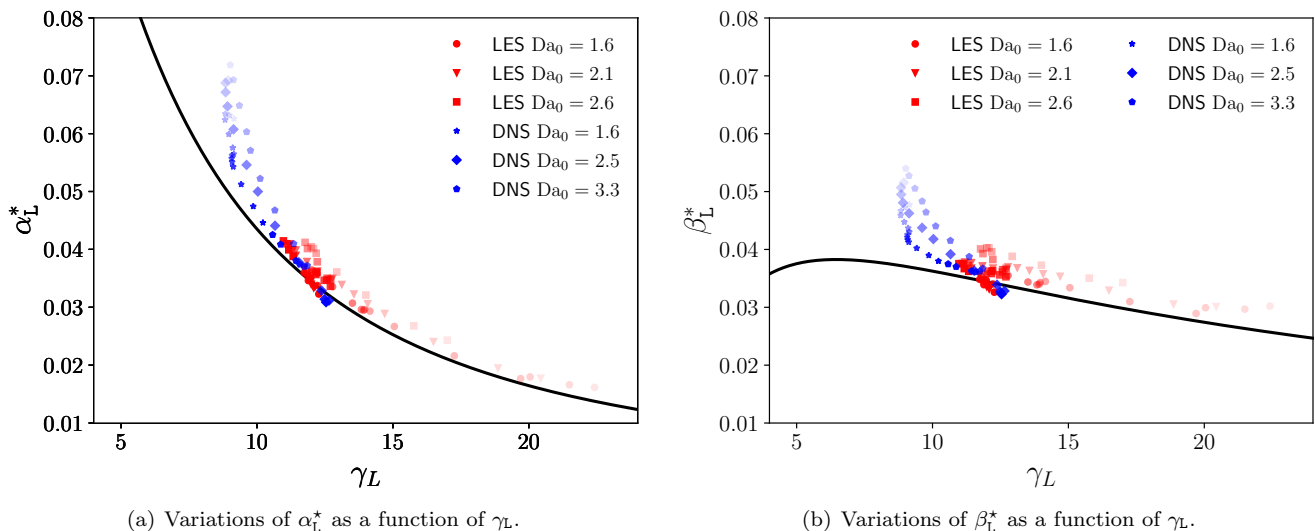 0.08
0.07
0.06
0.05
0.04
0.03
0.02
0.01
α*L
5 10 15 20
γL
LES Da0 = 1.6
LES Da0 = 2.1
LES Da0 = 2.6
DNS Da0 = 1.6
DNS Da0 = 2.5
DNS Da0 = 3.3
(a) Variations of α⋆L as a function of γL.
0.08
0.07
0.06
0.05
0.04
0.03
0.02
0.01
β*L
5 10 15 20
γL
LES Da0 = 1.6 DNS Da0 = 1.6
LES Da0 = 2.1 DNS Da0 = 2.5
LES Da0 = 2.6 DNS Da0 = 3.3
(b) Variations of β⋆L as a function of γL.